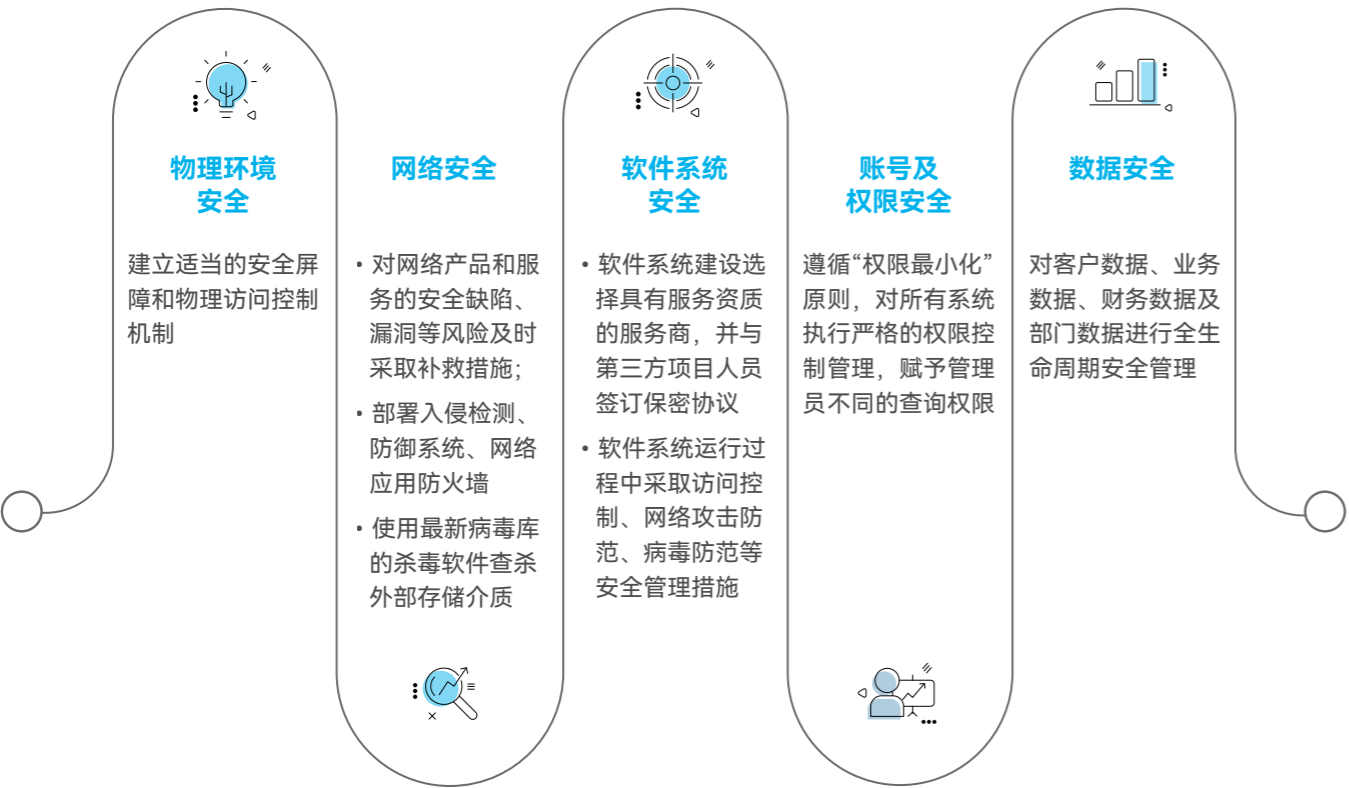 物理环境
安全
建立适当的安全屏
障和物理访问控制
机制
网络安全
• 对网络产品和服
务的安全缺陷、
漏洞等风险及时
采取补救措施；
• 部署入侵检测、
防御系统、网络
应用防火墙
• 使用最新病毒库
的杀毒软件查杀
外部存储介质
软件系统
安全
• 软件系统建设选
择具有服务资质
的服务商，并与
第三方项目人员
签订保密协议
• 软件系统运行过
程中采取访问控
制、网络攻击防
范、病毒防范等
安全管理措施
账号及
权限安全
遵循“权限最小化”
原则，对所有系统
执行严格的权限控
制管理，赋予管理
员不同的查询权限
数据安全
对客户数据、业务
数据、财务数据及
部门数据进行全生
命周期安全管理